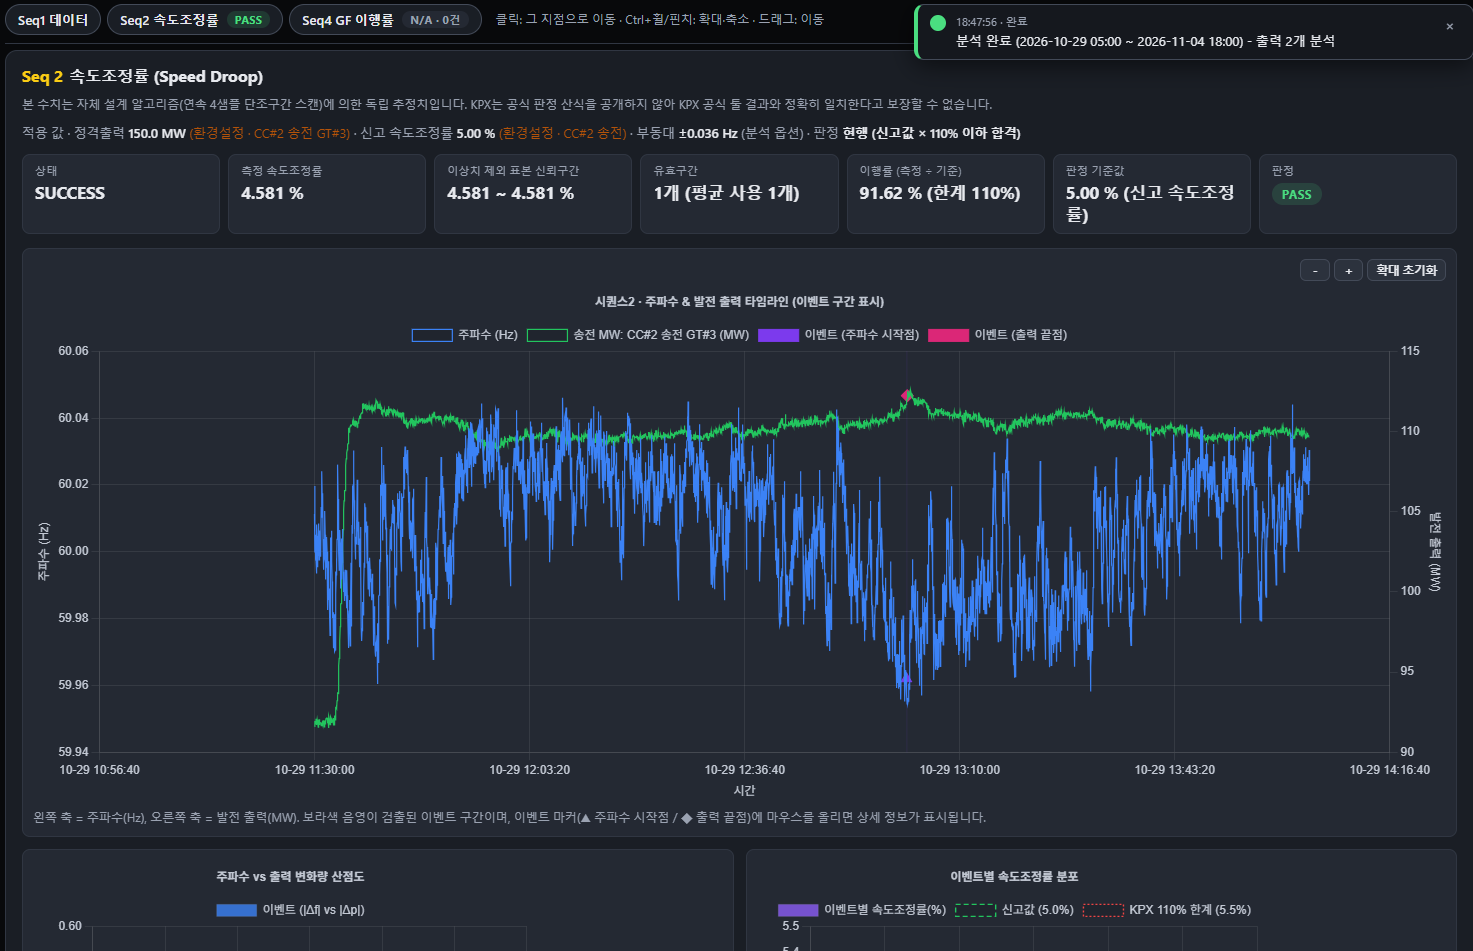 Seq1 데이터
Seq2 속도조정률 PASS
Seq4 GF 이행률 N/A · 0건
클릭: 그 지점으로 이동 · Ctrl+휠/핀치: 확대·축소 · 드래그: 이동
18:47:56 · 완료
분석 완료 (2026-10-29 05:00 ~ 2026-11-04 18:00) - 출력 2개 분석
×
Seq 2 속도조정률 (Speed Droop)
본 수치는 자체 설계 알고리즘(연속 4샘플 단조구간 스캔)에 의한 독립 추정치입니다. KPX는 공식 판정 산식을 공개하지 않아 KPX 공식 툴 결과와 정확히 일치한다고 보장할 수 없습니다.
적용 값 · 정격출력 150.0 MW (환경설정 · CC#2 송전 GT#3) · 신고 속도조정률 5.00 % (환경설정 · CC#2 송전) · 부동대 ±0.036 Hz (분석 옵션) · 판정 현행 (신고값 × 110% 이하 합격)
상태
SUCCESS
측정 속도조정률
4.581 %
이상치 제외 표본 신뢰구간
4.581 ~ 4.581 %
유효구간
1개 (평균 사용 1개)
이행률 (측정 ÷ 기준)
91.62 % (한계 110%)
판정 기준값
5.00 % (신고 속도조정
률)
판정
PASS
- + 확대 초기화
시퀀스2 · 주파수 & 발전 출력 타임라인 (이벤트 구간 표시)
주파수 (Hz) 송전 MW: CC#2 송전 GT#3 (MW) 이벤트 (주파수 시작점) 이벤트 (출력 끝점)
60.06
60.04
60.02
60.00
59.98
59.96
59.94
주파수 (Hz)
115
110
105
100
95
90
발전 출력 (MW)
10-29 10:56:40 10-29 11:30:00 10-29 12:03:20 10-29 12:36:40 10-29 13:10:00 10-29 13:43:20 10-29 14:16:40
시간
왼쪽 축 = 주파수(Hz), 오른쪽 축 = 발전 출력(MW). 보라색 음영이 검출된 이벤트 구간이며, 이벤트 마커(▲ 주파수 시작점 / ◆ 출력 끝점)에 마우스를 올리면 상세 정보가 표시됩니다.
주파수 vs 출력 변화량 산점도
이벤트 (|Δf| vs |Δp|)
0.60
이벤트별 속도조정률 분포
이벤트별 속도조정률(%) 신고값 (5.0%) KPX 110% 한계 (5.5%)
5.5
5.4